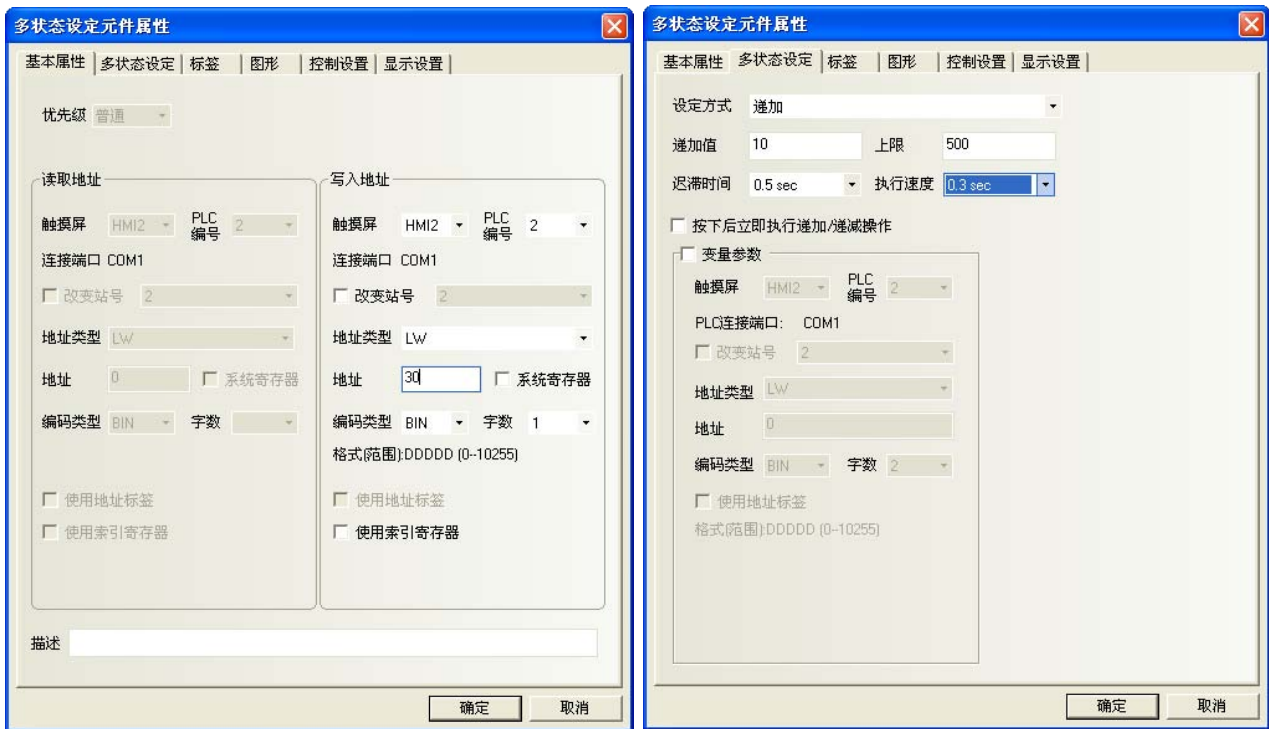 多状态设定元件属性
基本属性 多状态设定 标签 图形 控制设置 显示设置
优先级 普通
读取地址
触摸屏 HMI2 PLC编号 2
连接端口 COM1
改变站号 2
地址类型 LW
地址 0 系统寄存器
编码类型 BIN 字数
使用地址标签
使用索引寄存器
写入地址
触摸屏 HMI2 PLC编号 2
连接端口 COM1
改变站号 2
地址类型 LW
地址 30 系统寄存器
编码类型 BIN 字数 1
格式(范围):DDDDD (0--10255)
使用地址标签
使用索引寄存器
描述
确定 取消
多状态设定元件属性
基本属性 多状态设定 标签 图形 控制设置 显示设置
设定方式 递加
递加值 10 上限 500
迟滞时间 0.5 sec 执行速度 0.3 sec
按下后立即执行递加/递减操作
变量参数
触摸屏 HMI2 PLC编号 2
PLC连接端口: COM1
改变站号 2
地址类型 LW
地址 0
编码类型 BIN 字数 2
使用地址标签
格式(范围):DDDDD (0--10255)
确定 取消